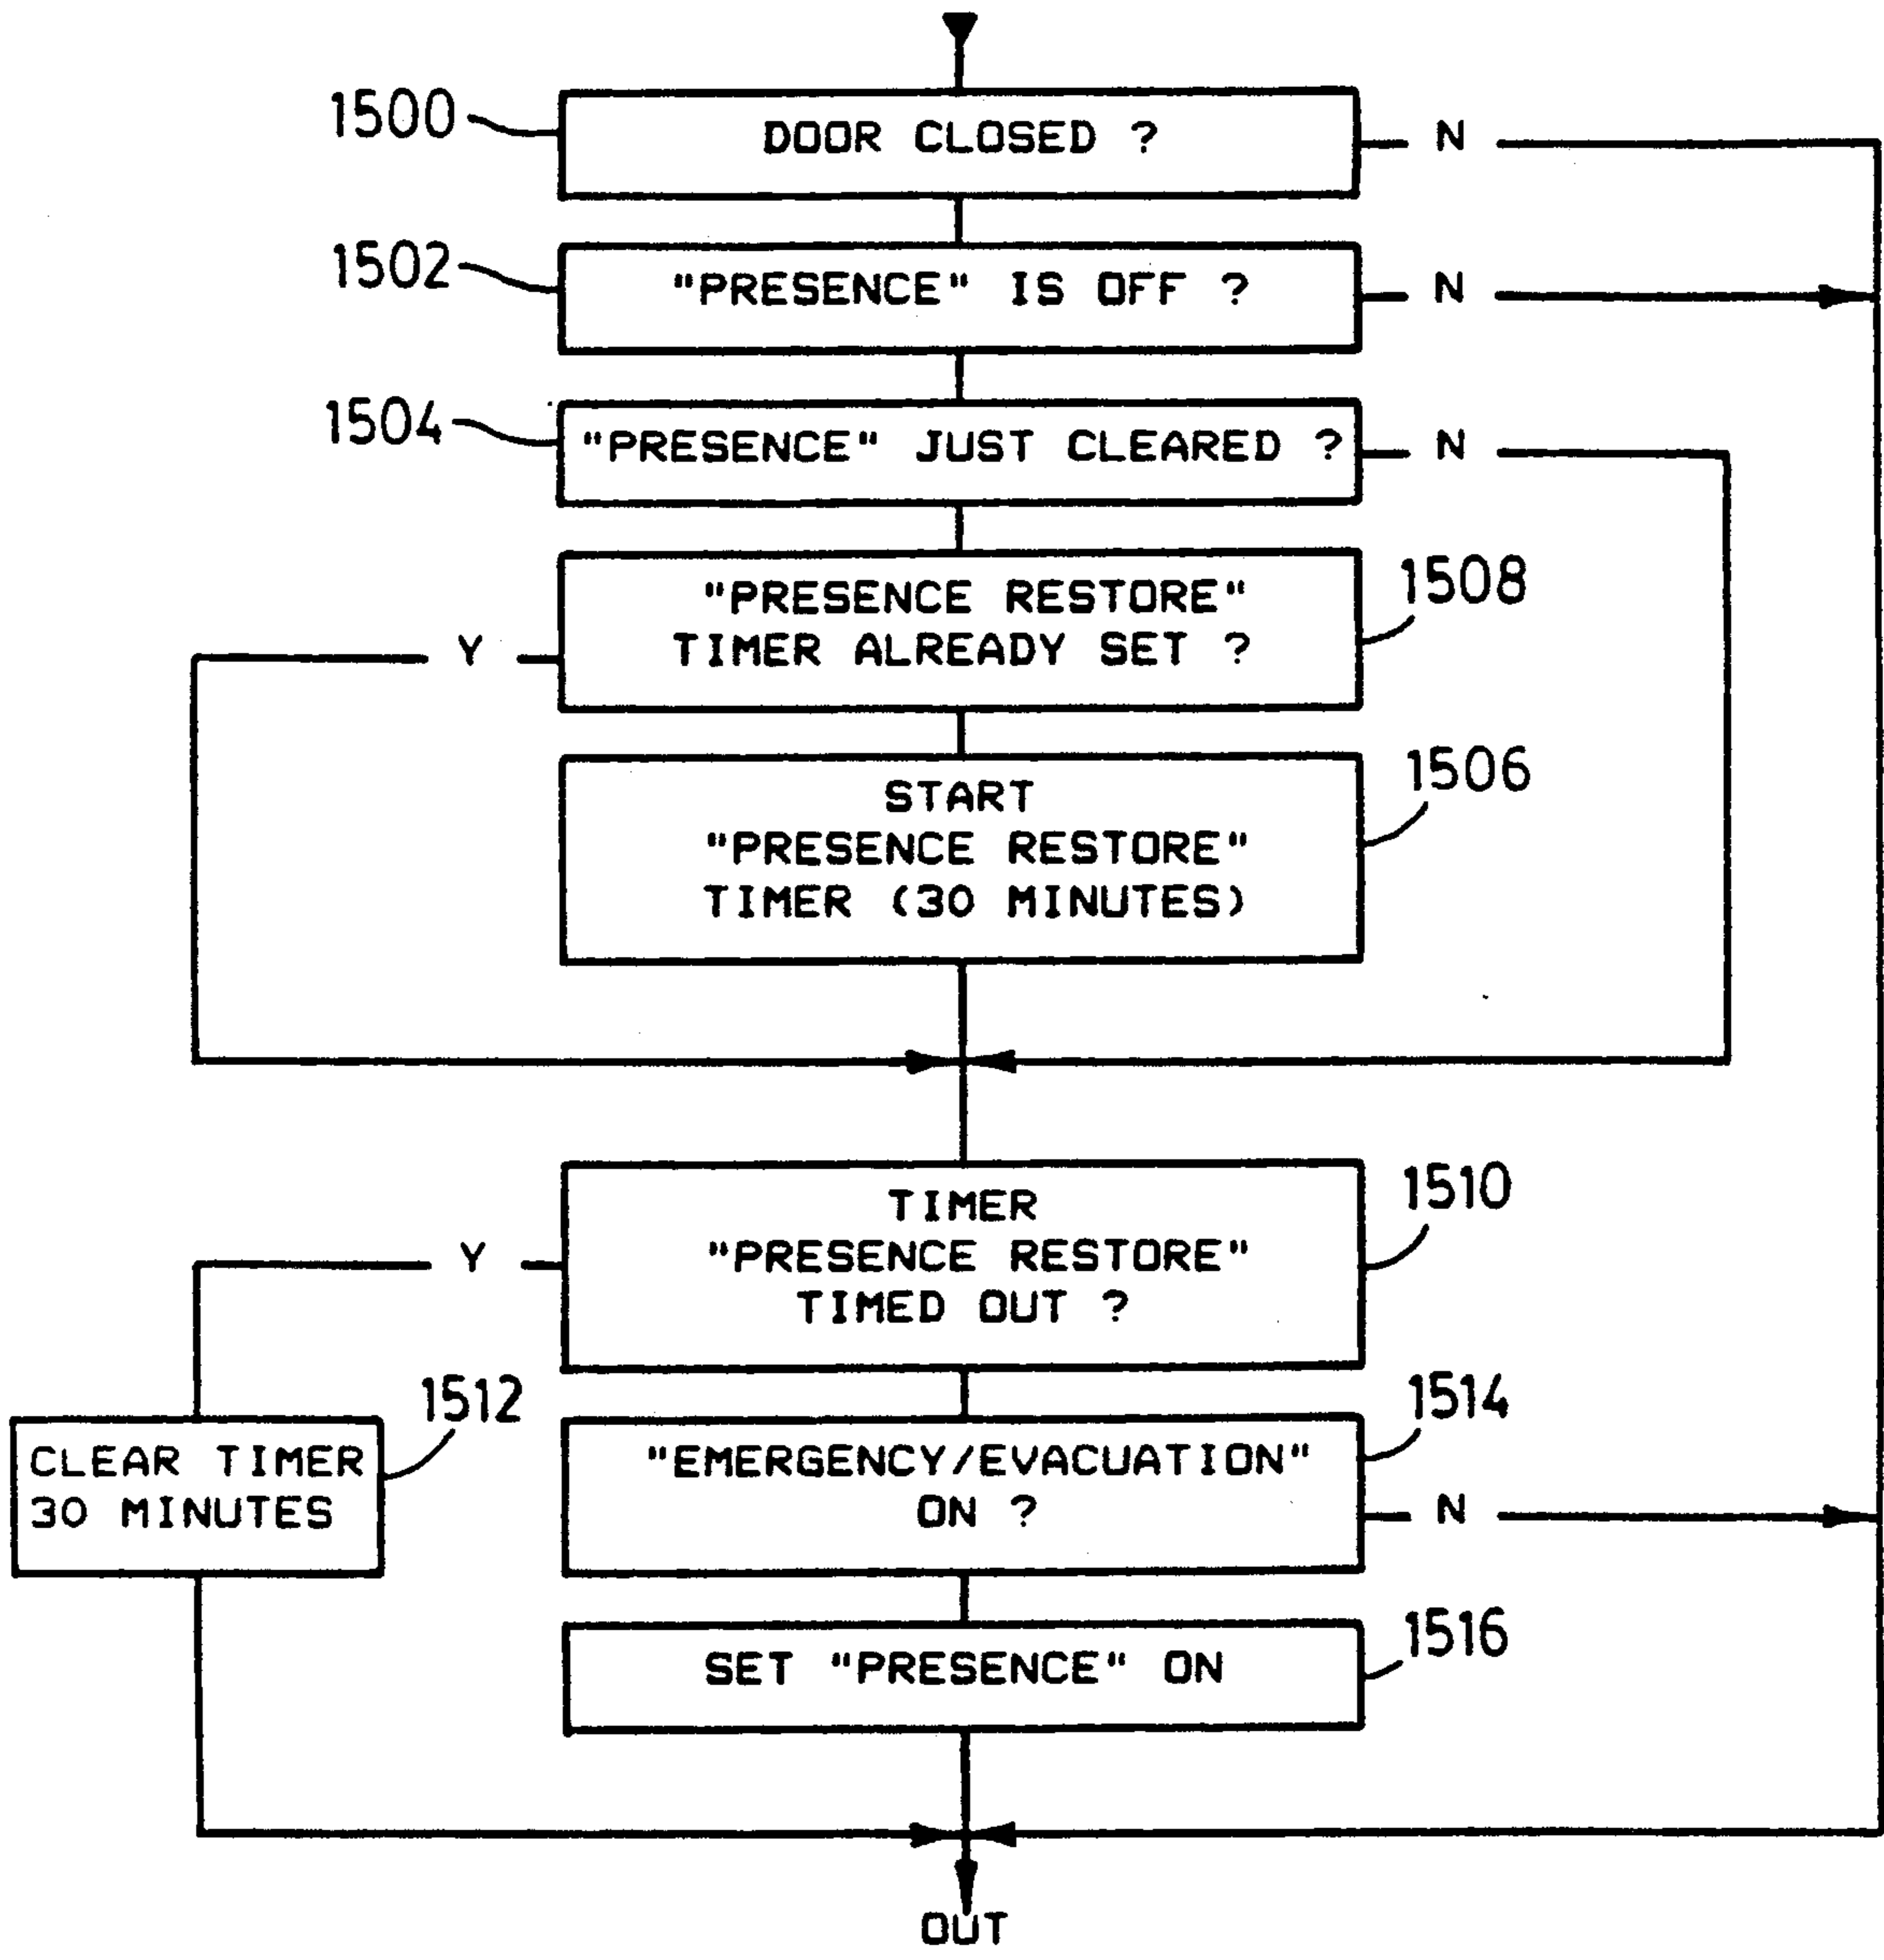 1500
DOOR CLOSED ?
N
1502
"PRESENCE" IS OFF ?
N
1504
"PRESENCE" JUST CLEARED ?
N
1508
"PRESENCE RESTORE"
TIMER ALREADY SET ?
Y
1506
START
"PRESENCE RESTORE"
TIMER (30 MINUTES)
1510
TIMER
"PRESENCE RESTORE"
TIMED OUT ?
Y
1512
CLEAR TIMER
30 MINUTES
1514
"EMERGENCY/EVACUATION"
ON ?
N
1516
SET "PRESENCE" ON
OUT